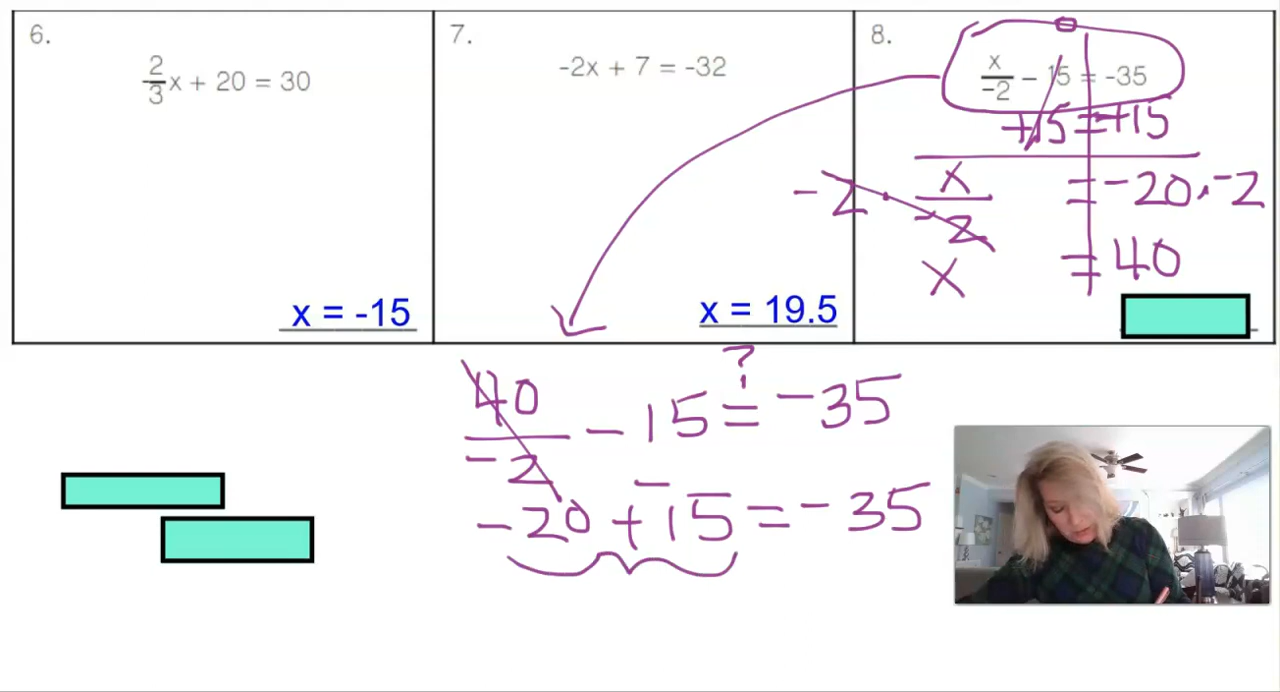 6.
-2/3x + 20 = 30
x = -15
7.
-2x + 7 = -32
x = 19.5
8.
x/-2 - 15 = -35
+15 = +15
-2 · x/-2 = -20 · -2
x = 40
40/-2 - 15 ?= -35
-20 + -15 = -35